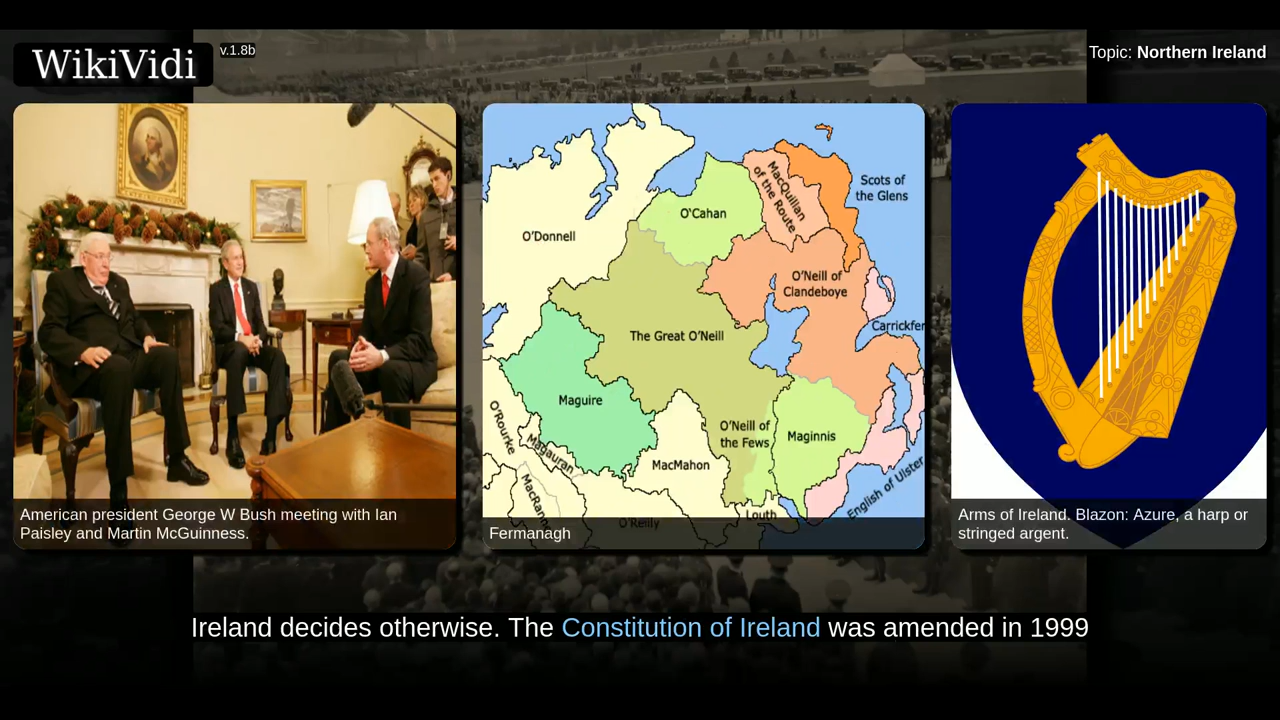 WikiVidi
v.1.8b
Topic: Northern Ireland
American president George W Bush meeting with Ian
Paisley and Martin McGuinness.
O'Donnell
O'Cahan
MacQuillan
of the Route
Scots of
the Glens
O'Neill of
Clandeboye
The Great O'Neill
Carrickfer
Maguire
O'Rourke
Magauran
MacMahon
O'Neill of
the Fews
Maginnis
English of Ulster
MacRann
O'Reilly
Louth
Fermanagh
Arms of Ireland. Blazon: Azure, a harp or
stringed argent.
Ireland decides otherwise. The Constitution of Ireland was amended in 1999